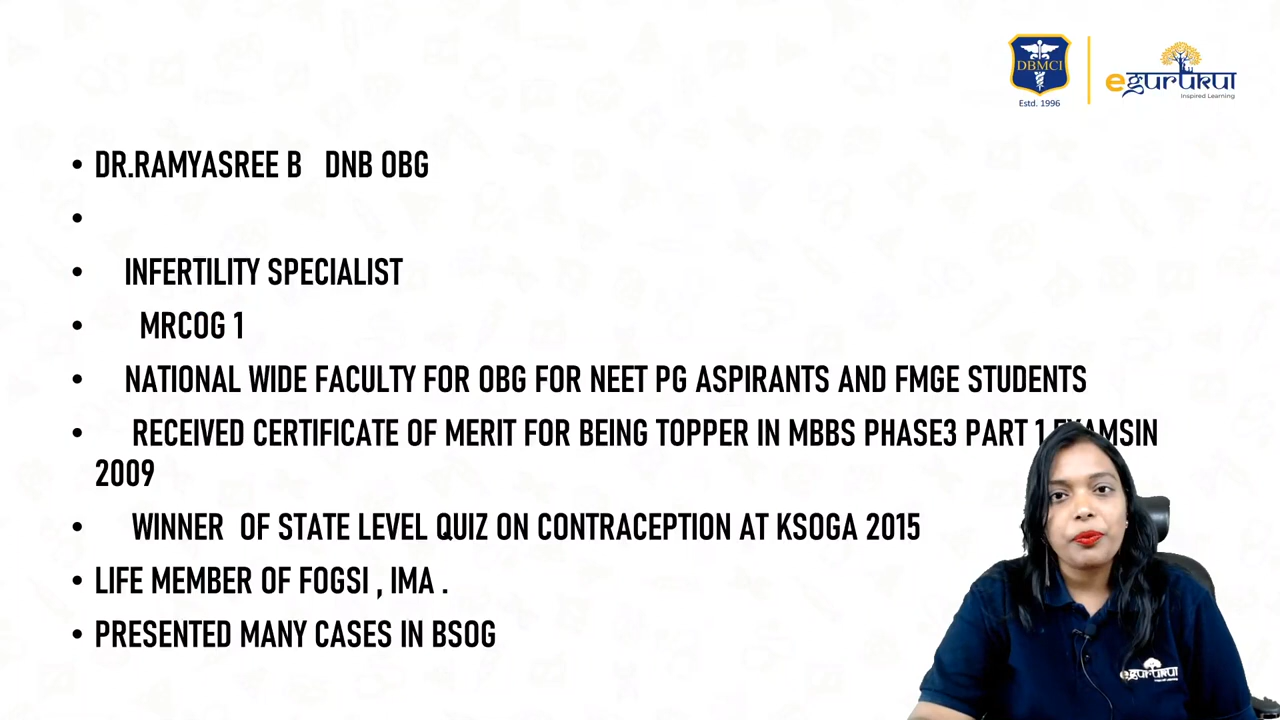 DBMCI
Estd. 1996
egurukul
Inspired Learning
• DR.RAMYASREE B DNB OBG
•
• INFERTILITY SPECIALIST
• MRCOG 1
• NATIONAL WIDE FACULTY FOR OBG FOR NEET PG ASPIRANTS AND FMGE STUDENTS
• RECEIVED CERTIFICATE OF MERIT FOR BEING TOPPER IN MBBS PHASE3 PART 1 EXAMSIN
2009
• WINNER OF STATE LEVEL QUIZ ON CONTRACEPTION AT KSOGA 2015
• LIFE MEMBER OF FOGSI , IMA .
• PRESENTED MANY CASES IN BSOG
egurukul